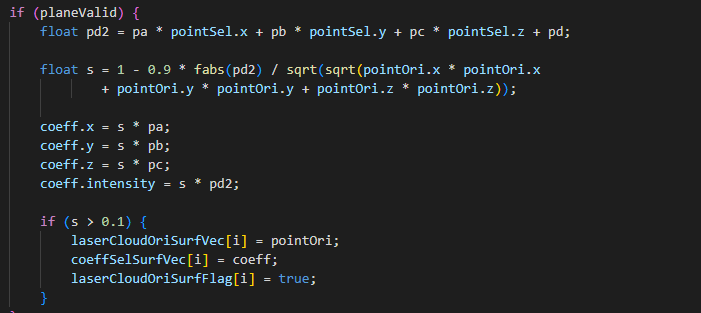 if (planeValid) {
float pd2 = pa * pointSel.x + pb * pointSel.y + pc * pointSel.z + pd;
float s = 1 - 0.9 * fabs(pd2) / sqrt(sqrt(pointOri.x * pointOri.x
+ pointOri.y * pointOri.y + pointOri.z * pointOri.z));
coeff.x = s * pa;
coeff.y = s * pb;
coeff.z = s * pc;
coeff.intensity = s * pd2;
if (s > 0.1) {
laserCloudOriSurfVec[i] = pointOri;
coeffSelSurfVec[i] = coeff;
laserCloudOriSurfFlag[i] = true;
}